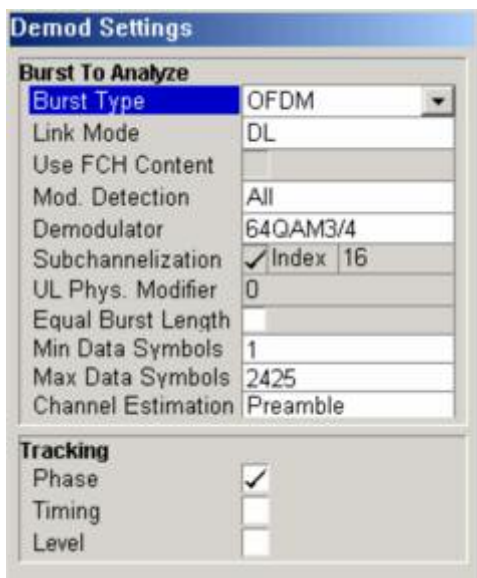 Demod Settings
Burst To Analyze
Burst Type OFDM
Link Mode DL
Use FCH Content
Mod. Detection All
Demodulator 64QAM3/4
Subchannelization Index 16
UL Phys. Modifier 0
Equal Burst Length
Min Data Symbols 1
Max Data Symbols 2425
Channel Estimation Preamble
Tracking
Phase
Timing
Level